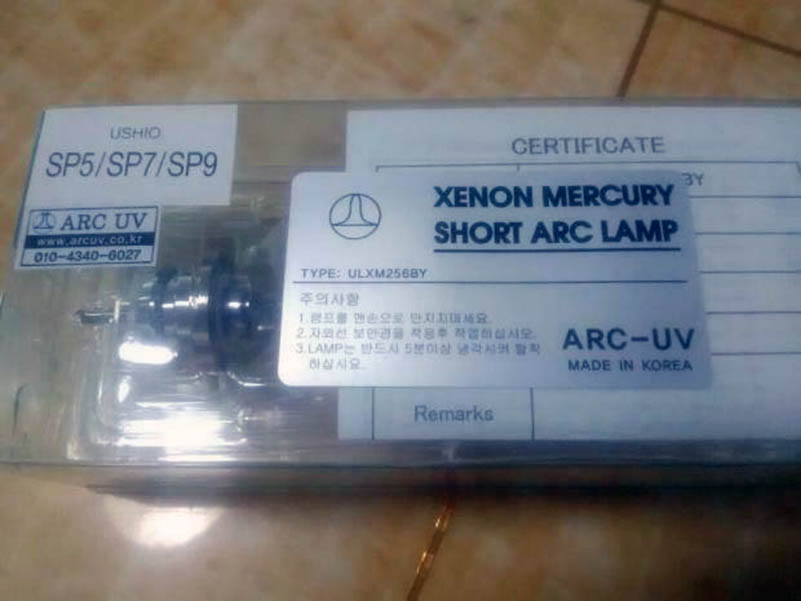 USHIO
SP5/SP7/SP9
ARC UV
www.arcuv.co.kr
010-4340-6027
CERTIFICATE
BY
XENON MERCURY
SHORT ARC LAMP
TYPE: ULXM256BY
주의사항
1.램프를 맨손으로 만지지마세요.
2.자외선 보안경을 착용후 작업하십시오.
3.LAMP는 반드시 5분이상 냉각시켜 탈착
하십시요.
ARC-UV
MADE IN KOREA
Remarks